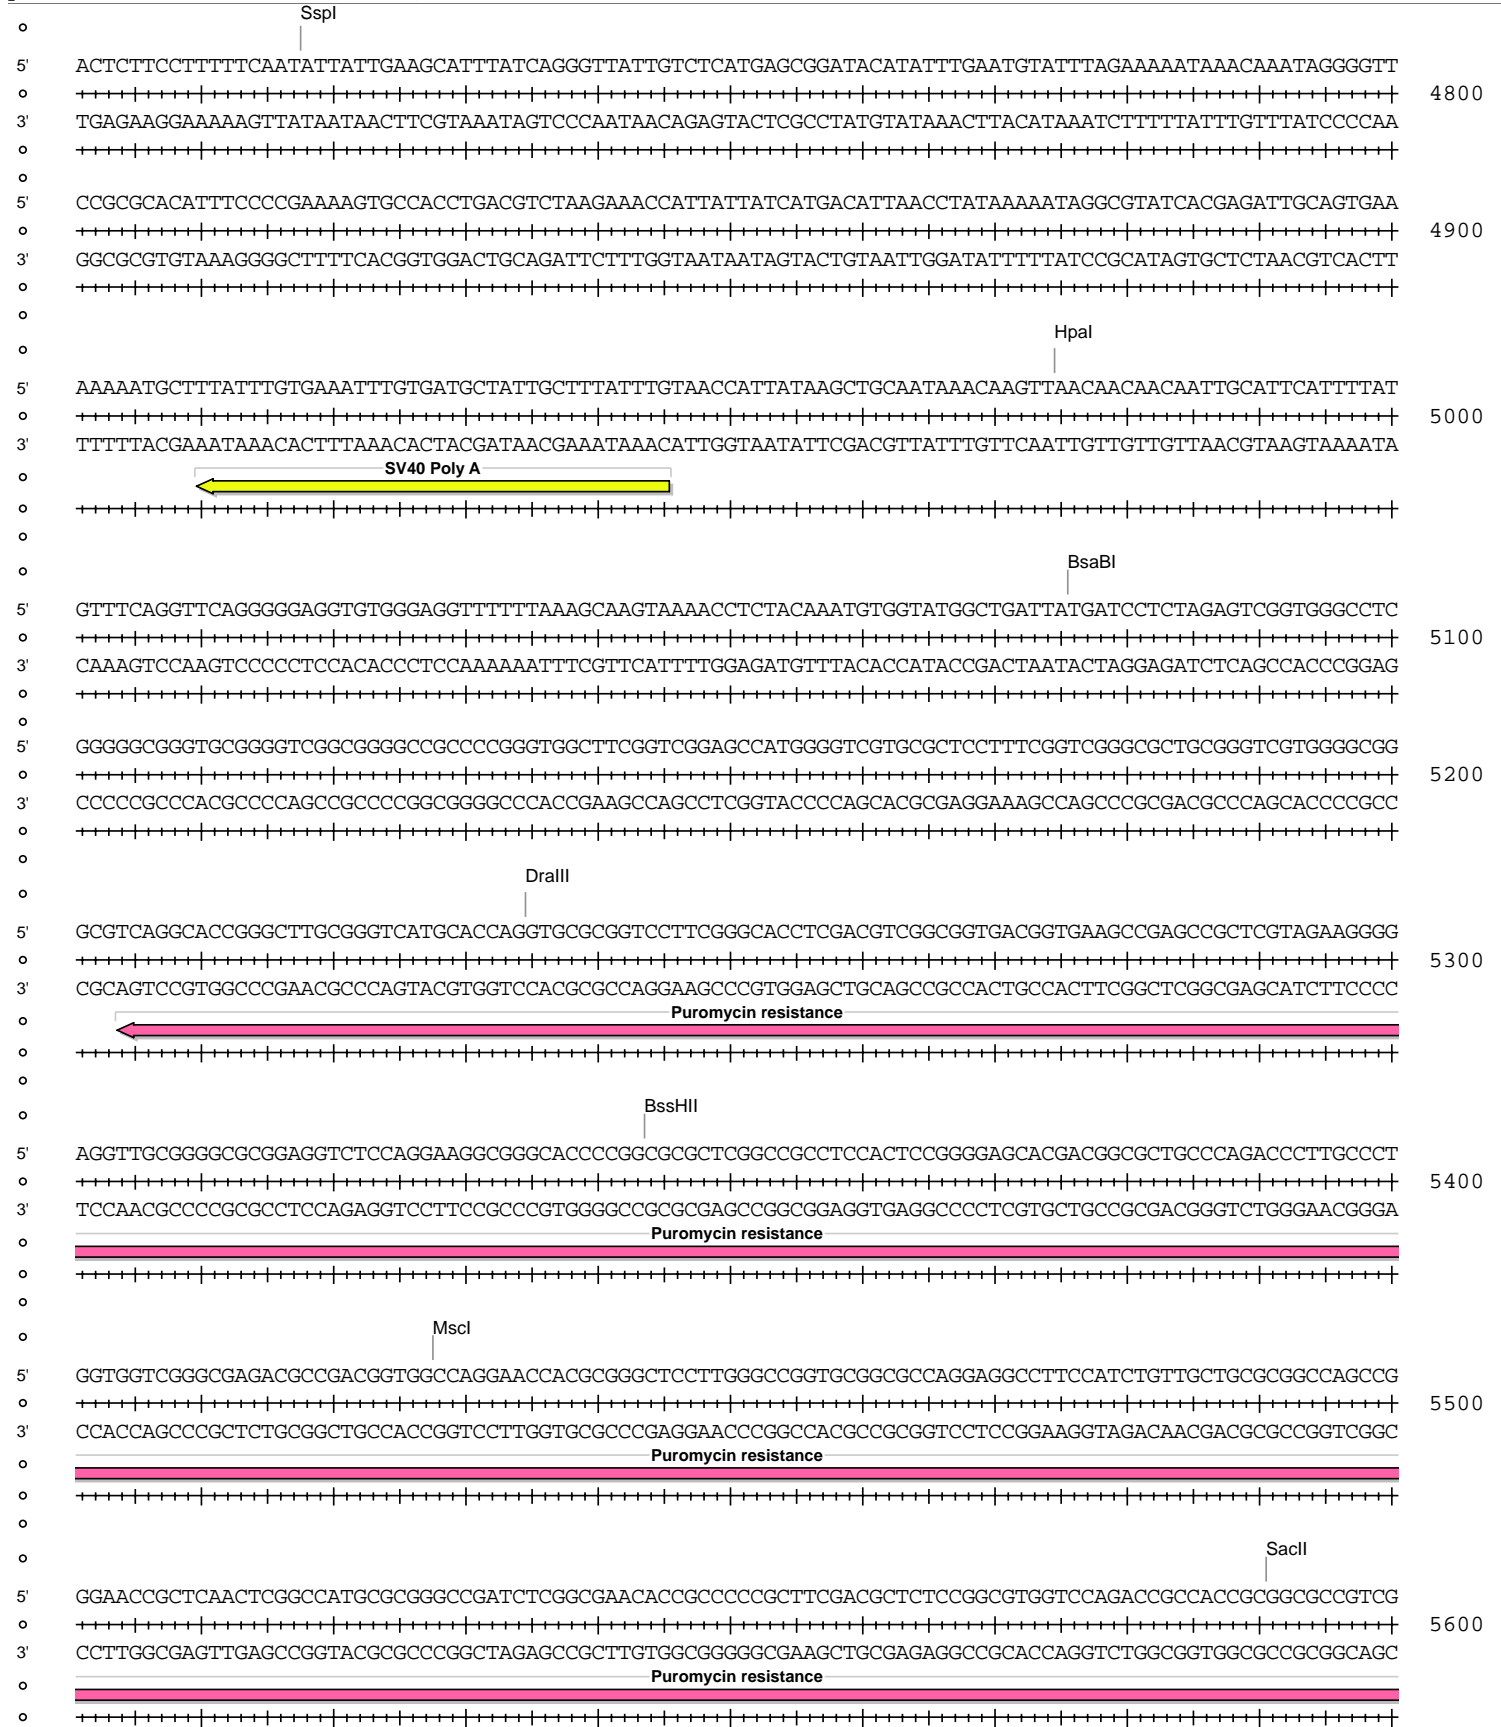 SspI
5' ACTCTTCCTTTTTCAATATTATTGAAGCATTTATCAGGGTTATTGTCTCATGAGCGGATACATATTTGAATGTATTTAGAAAAATAAACAAATAGGGGTT
4800
3' TGAGAAGGAAAAAGTTATAATAACTTCGTAAATAGTCCCAATAACAGAGTACTCGCCTATGTATAAACTTACATAAATCTTTTTATTTGTTTATCCCCAA
5' CCGCGCACATTTCCCCGAAAAGTGCCACCTGACGTCTAAGAAACCATTATTATCATGACATTAACCTATAAAAATAGGCGTATCACGAGATTGCAGTGAA
4900
3' GGCGCGTGTAAAGGGGCTTTTCACGGTGGACTGCAGATTCTTTGGTAATAATAGTACTGTAATTGGATATTTTTATCCGCATAGTGCTCTAACGTCACTT
HpaI
5' AAAAATGCTTTATTTGTGAAATTTGTGATGCTATTGCTTTATTTGTAACCATTATAAGCTGCAATAAACAAGTTAACAACAACAATTGCATTCATTTTAT
5000
3' TTTTTACGAAATAAACACTTTAAACACTACGATAACGAAATAAACATTGGTAATATTCGACGTTATTTGTTCAATTGTTGTTGTTAACGTAAGTAAAATA
SV40 Poly A
BsaBI
5' GTTTCAGGTTCAGGGGGAGGTGTGGGAGGTTTTTTAAAGCAAGTAAAACCTCTACAAATGTGGTATGGCTGATTATGATCCTCTAGAGTCGGTGGGCCTC
5100
3' CAAAGTCCAAGTCCCCCTCCACACCCTCCAAAAAATTTCGTTCATTTTGGAGATGTTTACACCATACCGACTAATACTAGGAGATCTCAGCCACCCGGAG
5' GGGGGCGGGTGCGGGGTCGGCGGGGCCGCCCCGGGTGGCTTCGGTCGGAGCCATGGGGTCGTGCGCTCCTTTCGGTCGGGCGCTGCGGGTCGTGGGGCGG
5200
3' CCCCCGCCCACGCCCCAGCCGCCCCGGCGGGGCCCACCGAAGCCAGCCTCGGTACCCCAGCACGCGAGGAAAGCCAGCCCGCGACGCCCAGCACCCCGCC
DraIII
5' GCGTCAGGCACCGGGCTTGCGGGTCATGCACCAGGTGCGCGGTCCTTCGGGCACCTCGACGTCGGCGGTGACGGTGAAGCCGAGCCGCTCGTAGAAGGGG
5300
3' CGCAGTCCGTGGCCCGAACGCCCAGTACGTGGTCCACGCGCCAGGAAGCCCGTGGAGCTGCAGCCGCCACTGCCACTTCGGCTCGGCGAGCATCTTCCCC
Puromycin resistance
BssHII
5' AGGTTGCGGGGCGCGGAGGTCTCCAGGAAGGCGGGCACCCCGGCGCGCTCGGCCGCCTCCACTCCGGGGAGCACGACGGCGCTGCCCAGACCCTTGCCCT
5400
3' TCCAACGCCCCGCGCCTCCAGAGGTCCTTCCGCCCGTGGGGCCGCGCGAGCCGGCGGAGGTGAGGCCCCTCGTGCTGCCGCGACGGGTCTGGGAACGGGA
Puromycin resistance
MscI
5' GGTGGTCGGGCGAGACGCCGACGGTGGCCAGGAACCACGCGGGCTCCTTGGGCCGGTGCGGCGCCAGGAGGCCTTCCATCTGTTGCTGCGCGGCCAGCCG
5500
3' CCACCAGCCCGCTCTGCGGCTGCCACCGGTCCTTGGTGCGCCCGAGGAACCCGGCCACGCCGCGGTCCTCCGGAAGGTAGACAACGACGCGCCGGTCGGC
Puromycin resistance
SacII
5' GGAACCGCTCAACTCGGCCATGCGCGGGCCGATCTCGGCGAACACCGCCCCCGCTTCGACGCTCTCCGGCGTGGTCCAGACCGCCACCGCGGCGCCGTCG
5600
3' CCTTGGCGAGTTGAGCCGGTACGCGCCCGGCTAGAGCCGCTTGTGGCGGGGGCGAAGCTGCGAGAGGCCGCACCAGGTCTGGCGGTGGCGCCGCGGCAGC
Puromycin resistance